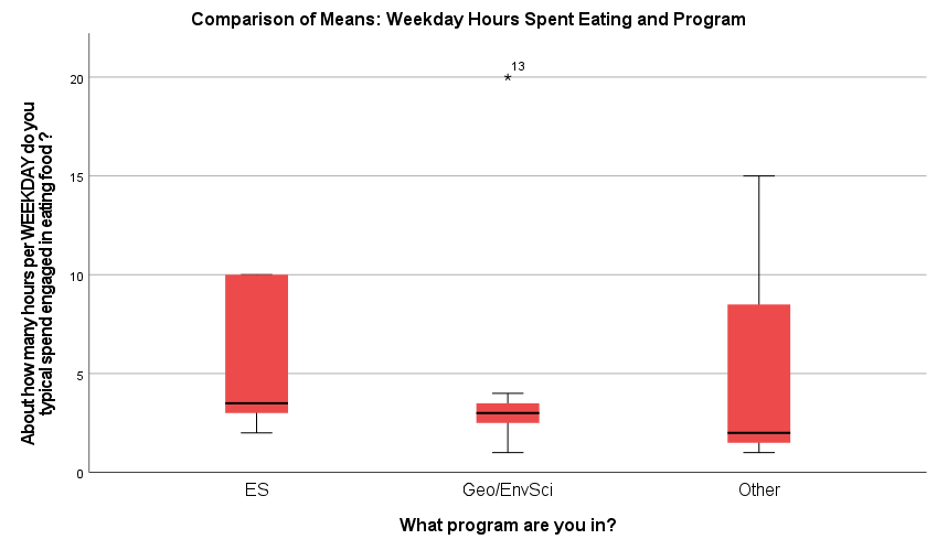 Comparison of Means: Weekday Hours Spent Eating and Program
About how many hours per WEEKDAY do you
typical spend engaged in eating food ?
20
15
10
5
0
13
*
ES
Geo/EnvSci
Other
What program are you in?